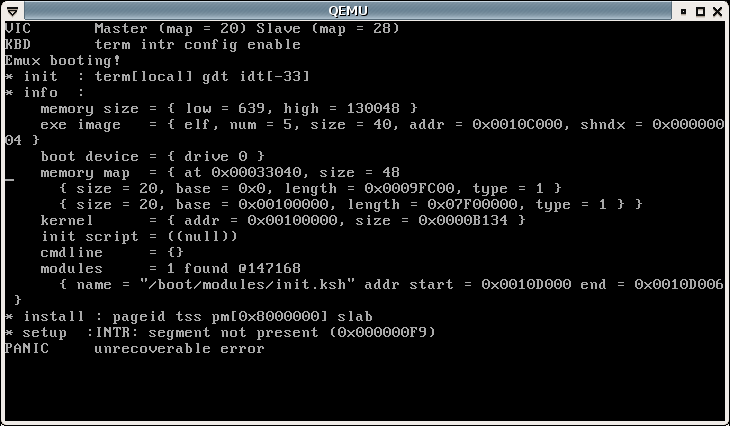 QEMU
VIC       Master (map = 20) Slave (map = 28)
KBD       term intr config enable
Emux booting!
* init  : term[local] gdt idt[-33]
* info  :
    memory size = { low = 639, high = 130048 }
    exe image   = { elf, num = 5, size = 40, addr = 0x0010C000, shndx = 0x000000
04 }
    boot device = { drive 0 }
    memory map  = { at 0x00033040, size = 48
      { size = 20, base = 0x0, length = 0x0009FC00, type = 1 }
      { size = 20, base = 0x00100000, length = 0x07F00000, type = 1 } }
    kernel      = { addr = 0x00100000, size = 0x0000B134 }
    init script = ((null))
    cmdline     = {}
    modules     = 1 found @147168
      { name = "/boot/modules/init.ksh" addr start = 0x0010D000 end = 0x0010D006
 }
* install : pageid tss pm[0x8000000] slab
* setup  :INTR: segment not present (0x000000F9)
PANIC     unrecoverable error